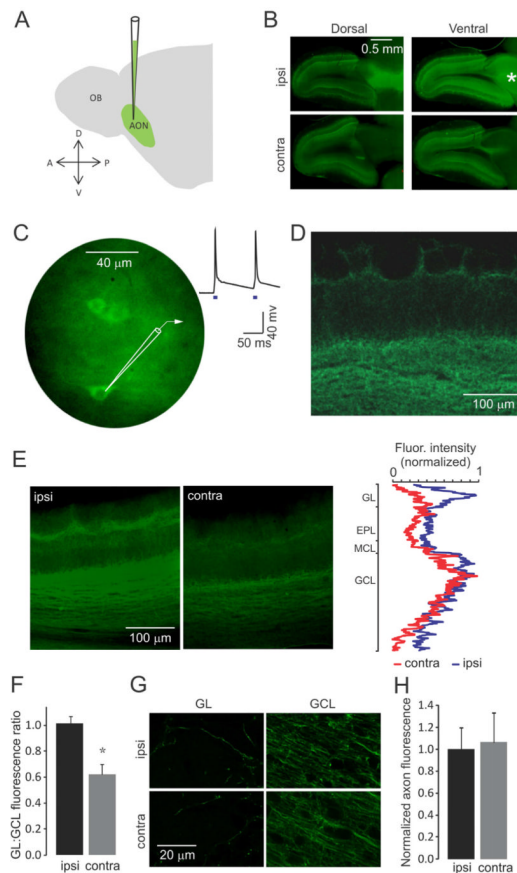 A
OB
AON
D
A P
V
B
Dorsal Ventral
0.5 mm
ipsi
*
contra
C
40 μm
40 mv
50 ms
D
100 μm
E
ipsi contra
100 μm
Fluor. intensity
(normalized)
0 1
GL
EPL
MCL
GCL
contra ipsi
F
GL:GCL fluorescence ratio
1.0
0.8
0.6
0.4
0.2
0.0
*
ipsi contra
G
GL GCL
ipsi
contra
20 μm
H
Normalized axon fluorescence
1.4
1.2
1.0
0.8
0.6
0.4
0.2
0.0
ipsi contra